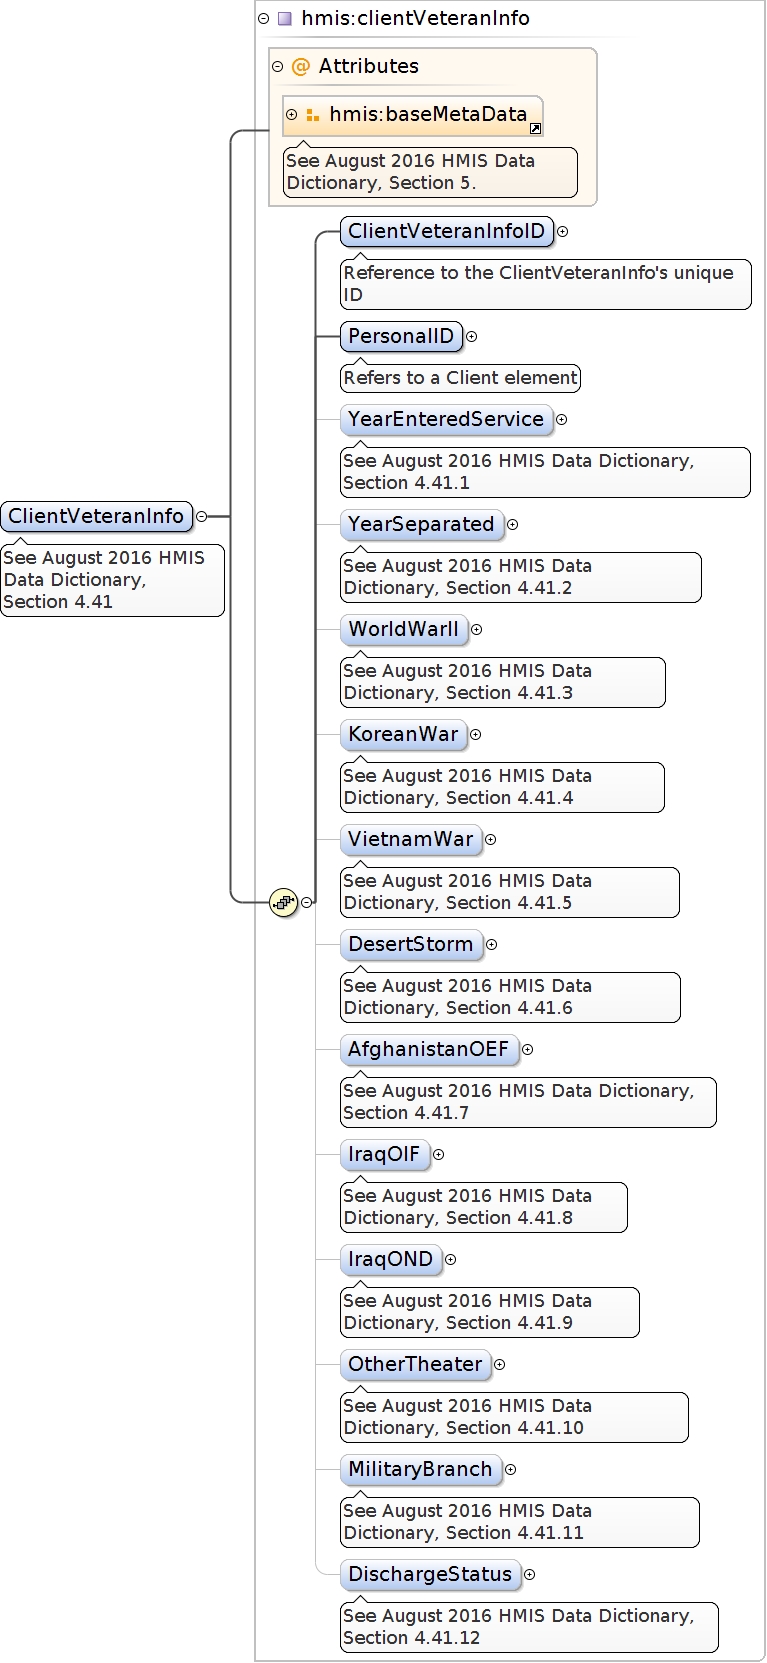 hmis:clientVeteranInfo
@ Attributes
hmis:baseMetaData
See August 2016 HMIS Data
Dictionary, Section 5.
ClientVeteranInfoID
Reference to the ClientVeteranInfo's unique
ID
PersonalID
Refers to a Client element
YearEnteredService
See August 2016 HMIS Data Dictionary,
Section 4.41.1
ClientVeteranInfo
See August 2016 HMIS
Data Dictionary,
Section 4.41
YearSeparated
See August 2016 HMIS Data
Dictionary, Section 4.41.2
WorldWarII
See August 2016 HMIS Data
Dictionary, Section 4.41.3
KoreanWar
See August 2016 HMIS Data
Dictionary, Section 4.41.4
VietnamWar
See August 2016 HMIS Data
Dictionary, Section 4.41.5
DesertStorm
See August 2016 HMIS Data
Dictionary, Section 4.41.6
AfghanistanOEF
See August 2016 HMIS Data Dictionary,
Section 4.41.7
IraqOIF
See August 2016 HMIS Data
Dictionary, Section 4.41.8
IraqOND
See August 2016 HMIS Data
Dictionary, Section 4.41.9
OtherTheater
See August 2016 HMIS Data
Dictionary, Section 4.41.10
MilitaryBranch
See August 2016 HMIS Data
Dictionary, Section 4.41.11
DischargeStatus
See August 2016 HMIS Data Dictionary,
Section 4.41.12